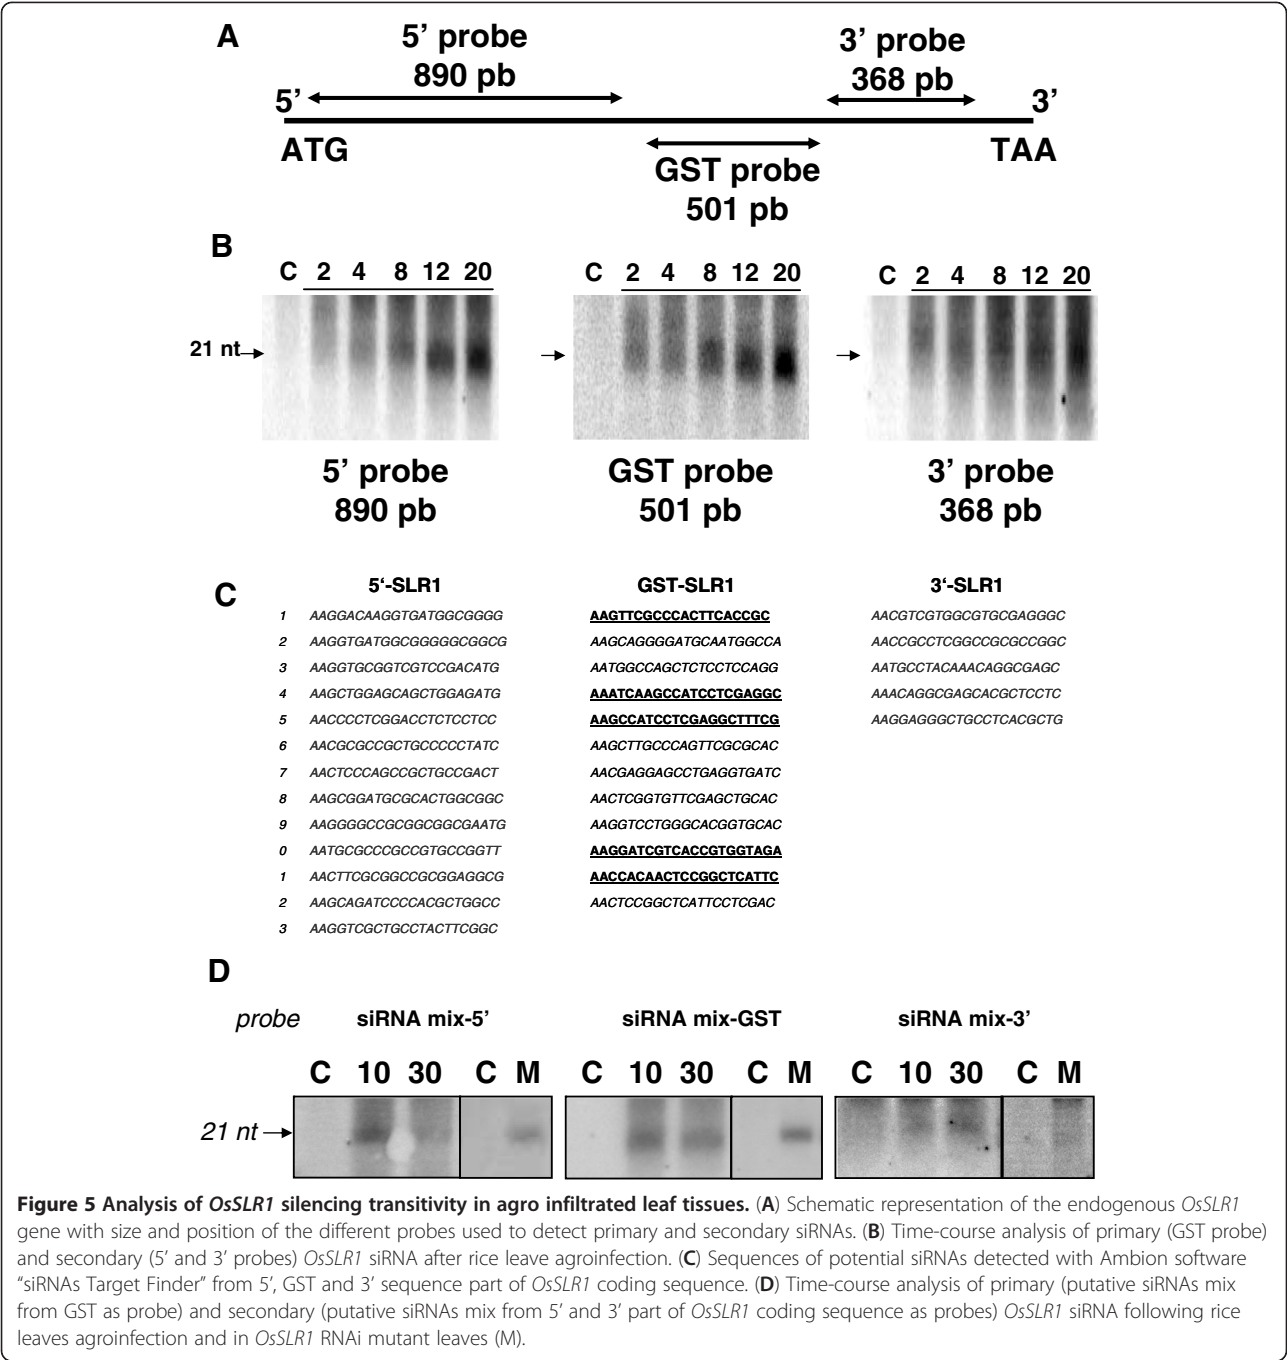 A
5’ probe
890 pb
3’ probe
368 pb
5’
3’
ATG
TAA
GST probe
501 pb
B
C 2 4 8 12 20
C 2 4 8 12 20
C 2 4 8 12 20
21 nt
5’ probe
890 pb
GST probe
501 pb
3’ probe
368 pb
C
5‘-SLR1 GST-SLR1 3‘-SLR1
1 AAGGACAAGGTGATGGCGGGG AAGTTCGCCCACTTCACCGC AACGTCGTGGCGTGCGAGGGC
2 AAGGTGATGGCGGGGGCGGCG AAGCAGGGGATGCAATGGCCA AACCGCCTCGGCCGCGCCGGC
3 AAGGTGCGGTCGTCCGACATG AATGGCCAGCTCTCCTCCAGG AATGCCTACAAACAGGCGAGC
4 AAGCTGGAGCAGCTGGAGATG AAATCAAGCCATCCTCGAGGC AAACAGGCGAGCACGCTCCTC
5 AACCCCTCGGACCTCTCCTCC AAGCCATCCTCGAGGCTTTCG AAGGAGGGCTGCCTCACGCTG
6 AACGCGCCGCTGCCCCCTATC AAGCTTGCCCAGTTCGCGCAC
7 AACTCCCAGCCGCTGCCGACT AACGAGGAGCCTGAGGTGATC
8 AAGCGGATGCGCACTGGCGGC AACTCGGTGTTCGAGCTGCAC
9 AAGGGGCCGCGGCGGCGAATG AAGGTCCTGGGCACGGTGCAC
0 AATGCGCCCGCCGTGCCGGTT AAGGATCGTCACCGTGGTAGA
1 AACTTCGCGGCCGCGGAGGCG AACCACAACTCCGGCTCATTC
2 AAGCAGATCCCCACGCTGGCC AACTCCGGCTCATTCCTCGAC
3 AAGGTCGCTGCCTACTTCGGC
D
probe siRNA mix-5’ siRNA mix-GST siRNA mix-3’
C 10 30 C M C 10 30 C M C 10 30 C M
21 nt
Figure 5 Analysis of OsSLR1 silencing transitivity in agro infiltrated leaf tissues. (A) Schematic representation of the endogenous OsSLR1
gene with size and position of the different probes used to detect primary and secondary siRNAs. (B) Time-course analysis of primary (GST probe)
and secondary (5’ and 3’ probes) OsSLR1 siRNA after rice leave agroinfection. (C) Sequences of potential siRNAs detected with Ambion software
“siRNAs Target Finder” from 5’, GST and 3’ sequence part of OsSLR1 coding sequence. (D) Time-course analysis of primary (putative siRNAs mix
from GST as probe) and secondary (putative siRNAs mix from 5’ and 3’ part of OsSLR1 coding sequence as probes) OsSLR1 siRNA following rice
leaves agroinfection and in OsSLR1 RNAi mutant leaves (M).